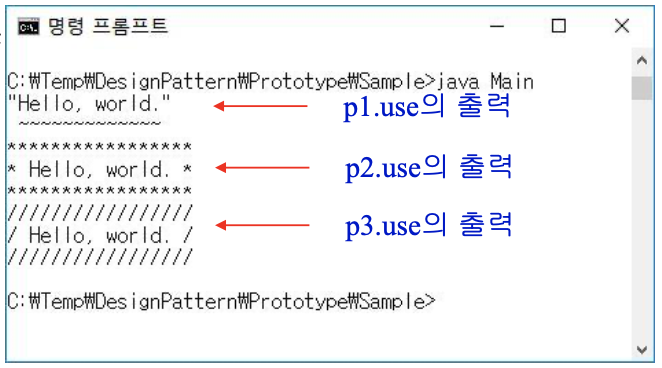 명령 프롬프트
C:₩Temp₩DesignPattern₩Prototype₩Sample>java Main
"Hello, world."
p1.use의 출력
~~~~~~~~~~~~~
*****************
* Hello, world. *
p2.use의 출력
*****************
/////////////////
/ Hello, world. /
p3.use의 출력
/////////////////
C:₩Temp₩DesignPattern₩Prototype₩Sample>